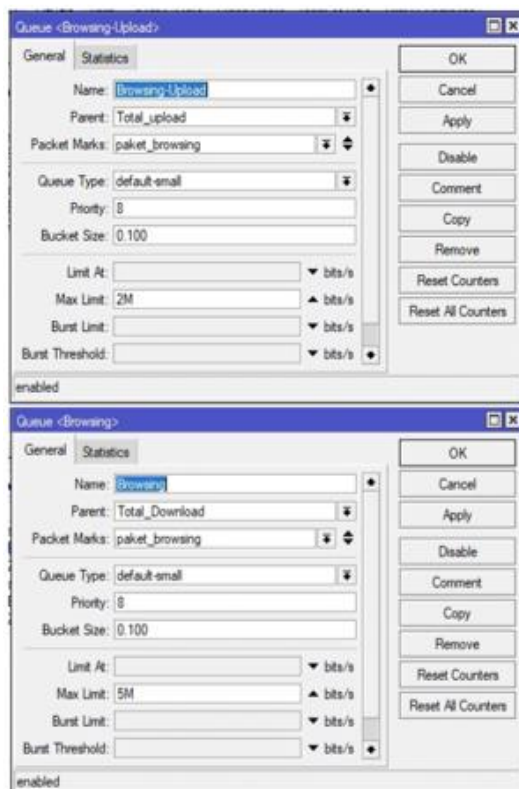 Queue <Browsing-Upload>
General Statistics
Name: Browsing-Upload
Parent: Total_upload
Packet Marks: paket_browsing
Queue Type: default-small
Priority: 8
Bucket Size: 0.100
Limit At: bits/s
Max Limit: 2M bits/s
Burst Limit: bits/s
Burst Threshold: bits/s
OK
Cancel
Apply
Disable
Comment
Copy
Remove
Reset Counters
Reset All Counters
enabled
Queue <Browsing>
General Statistics
Name: Browsing
Parent: Total_Download
Packet Marks: paket_browsing
Queue Type: default-small
Priority: 8
Bucket Size: 0.100
Limit At: bits/s
Max Limit: 5M bits/s
Burst Limit: bits/s
Burst Threshold: bits/s
OK
Cancel
Apply
Disable
Comment
Copy
Remove
Reset Counters
Reset All Counters
enabled